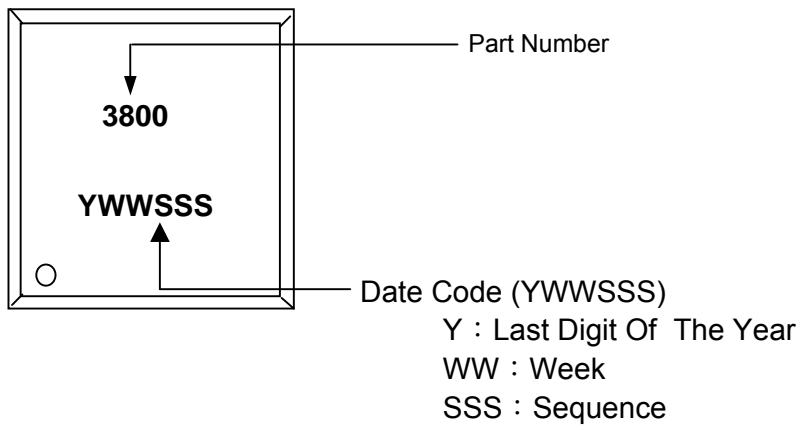 Part Number
3800
YWWSSS
Date Code (YWWSSS)
Y：Last Digit Of The Year
WW：Week
SSS：Sequence